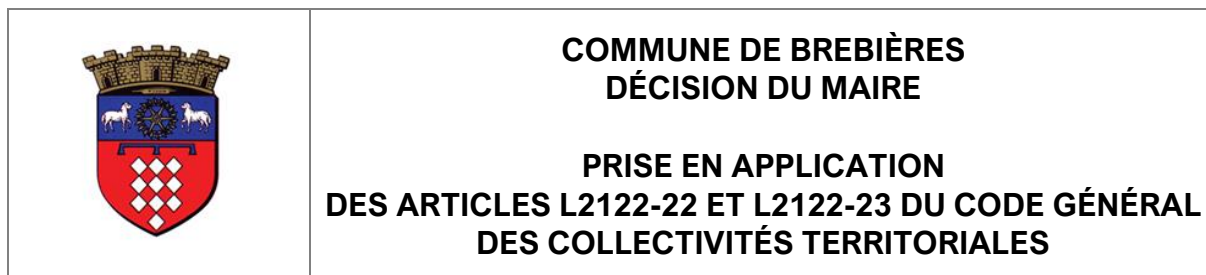 COMMUNE DE BREBIÈRES
DÉCISION DU MAIRE
PRISE EN APPLICATION
DES ARTICLES L2122-22 ET L2122-23 DU CODE GÉNÉRAL
DES COLLECTIVITÉS TERRITORIALES